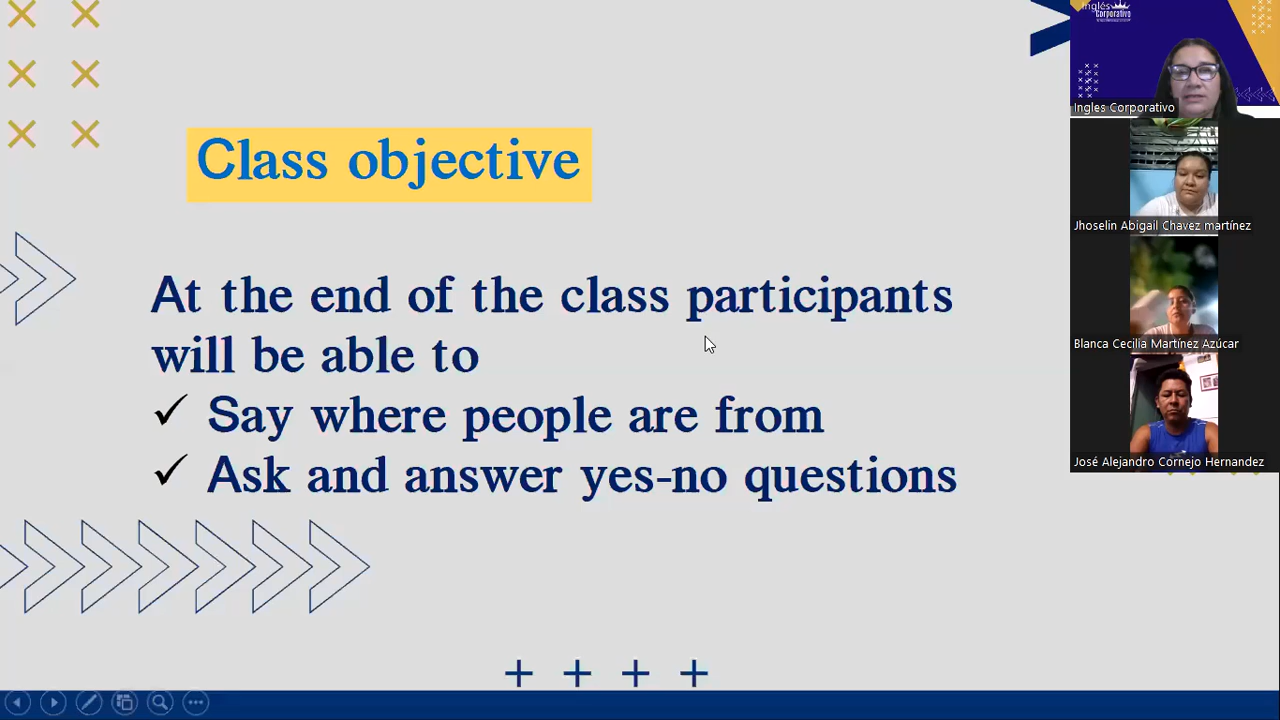 Class objective
At the end of the class participants
will be able to
✓ Say where people are from
✓ Ask and answer yes-no questions
Inglés
corporativo
Ingles Corporativo
Jhoselin Abigail Chavez martínez
Blanca Cecilia Martínez Azúcar
José Alejandro Cornejo Hernandez